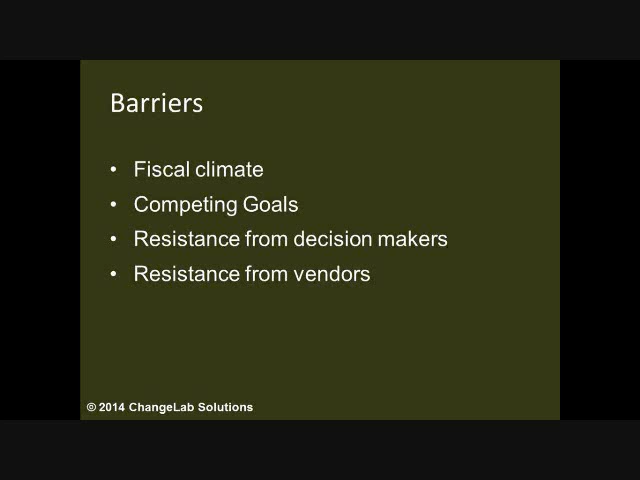 Barriers
• Fiscal climate
• Competing Goals
• Resistance from decision makers
• Resistance from vendors
© 2014 ChangeLab Solutions